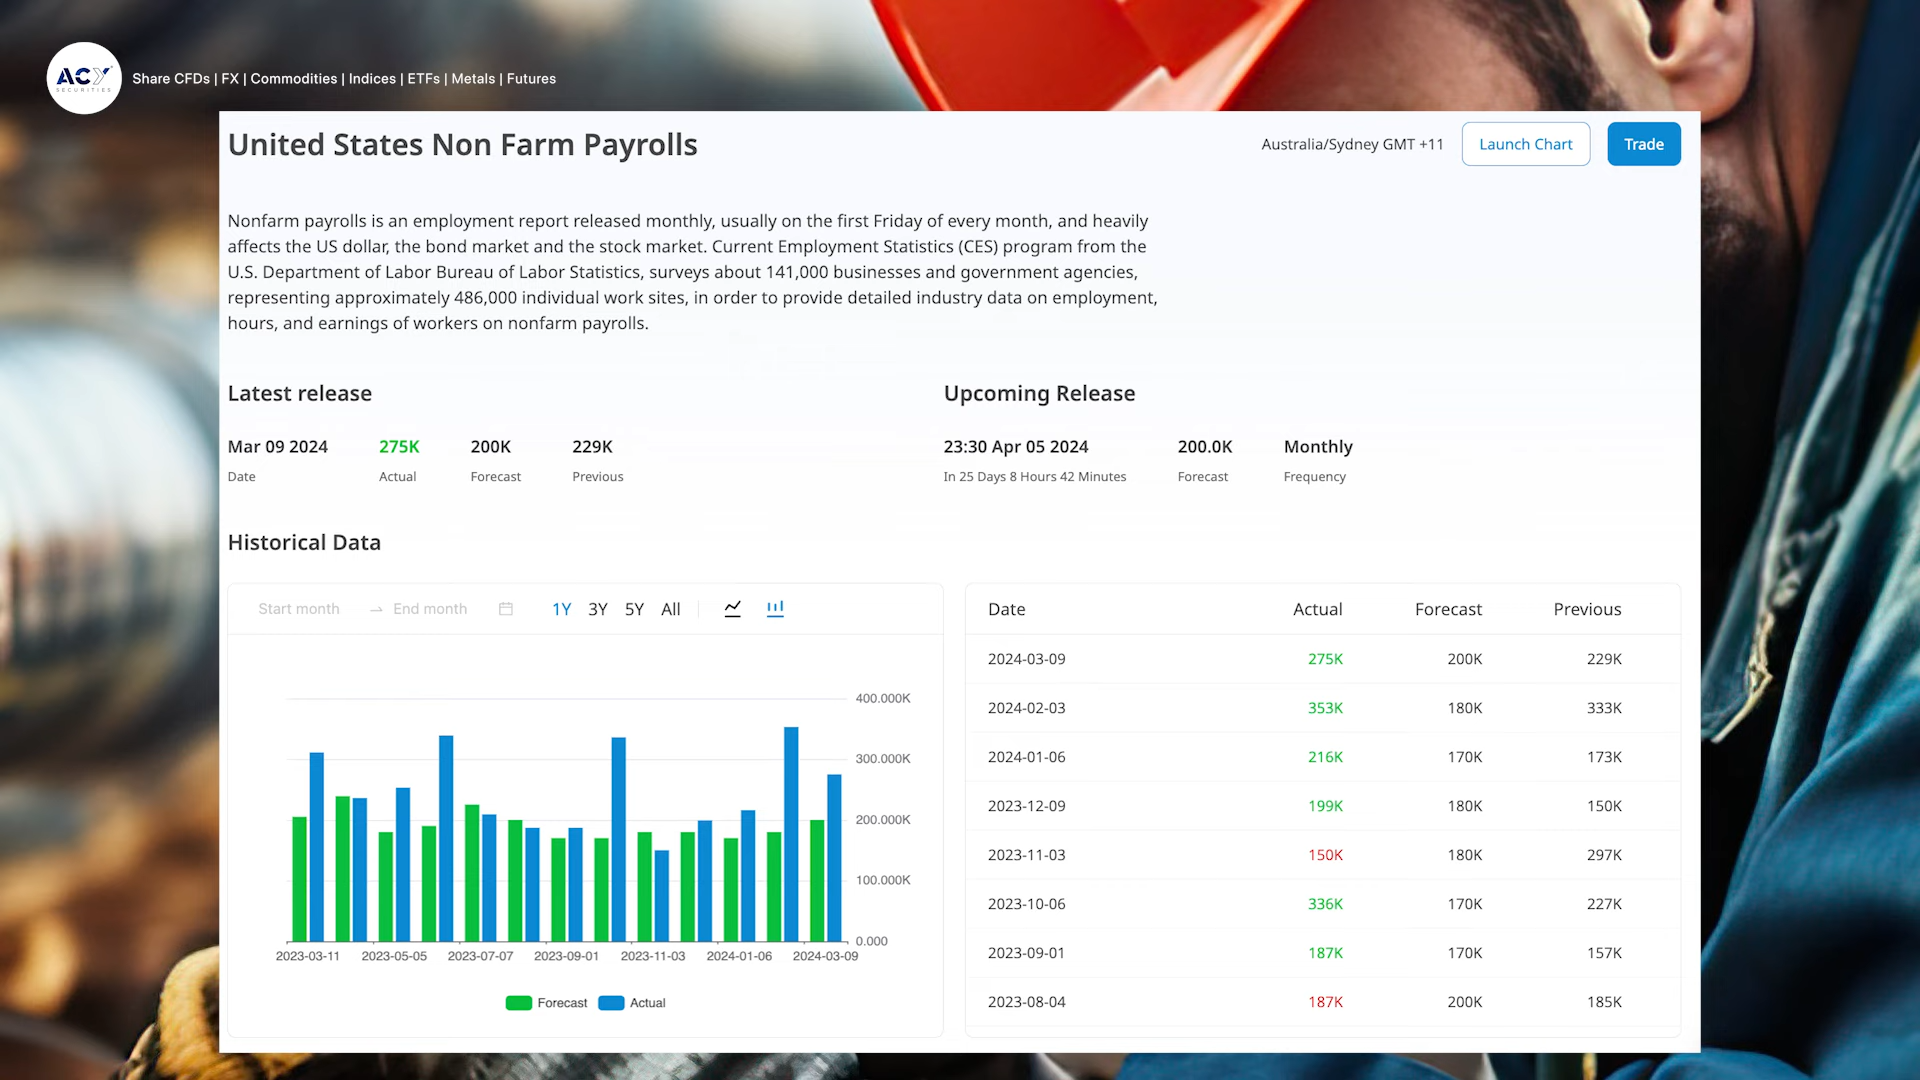 ACY
SECURITIES
Share CFDs | FX | Commodities | Indices | ETFs | Metals | Futures
United States Non Farm Payrolls
Australia/Sydney GMT +11
Launch Chart
Trade
Nonfarm payrolls is an employment report released monthly, usually on the first Friday of every month, and heavily
affects the US dollar, the bond market and the stock market. Current Employment Statistics (CES) program from the
U.S. Department of Labor Bureau of Labor Statistics, surveys about 141,000 businesses and government agencies,
representing approximately 486,000 individual work sites, in order to provide detailed industry data on employment,
hours, and earnings of workers on nonfarm payrolls.
Latest release
Mar 09 2024 275K 200K 229K
Date Actual Forecast Previous
Upcoming Release
23:30 Apr 05 2024 200.0K Monthly
In 25 Days 8 Hours 42 Minutes Forecast Frequency
Historical Data
Start month → End month 1Y 3Y 5Y All
400.000K
300.000K
200.000K
100.000K
0.000
2023-03-11 2023-05-05 2023-07-07 2023-09-01 2023-11-03 2024-01-06 2024-03-09
Forecast Actual
Date Actual Forecast Previous
2024-03-09 275K 200K 229K
2024-02-03 353K 180K 333K
2024-01-06 216K 170K 173K
2023-12-09 199K 180K 150K
2023-11-03 150K 180K 297K
2023-10-06 336K 170K 227K
2023-09-01 187K 170K 157K
2023-08-04 187K 200K 185K